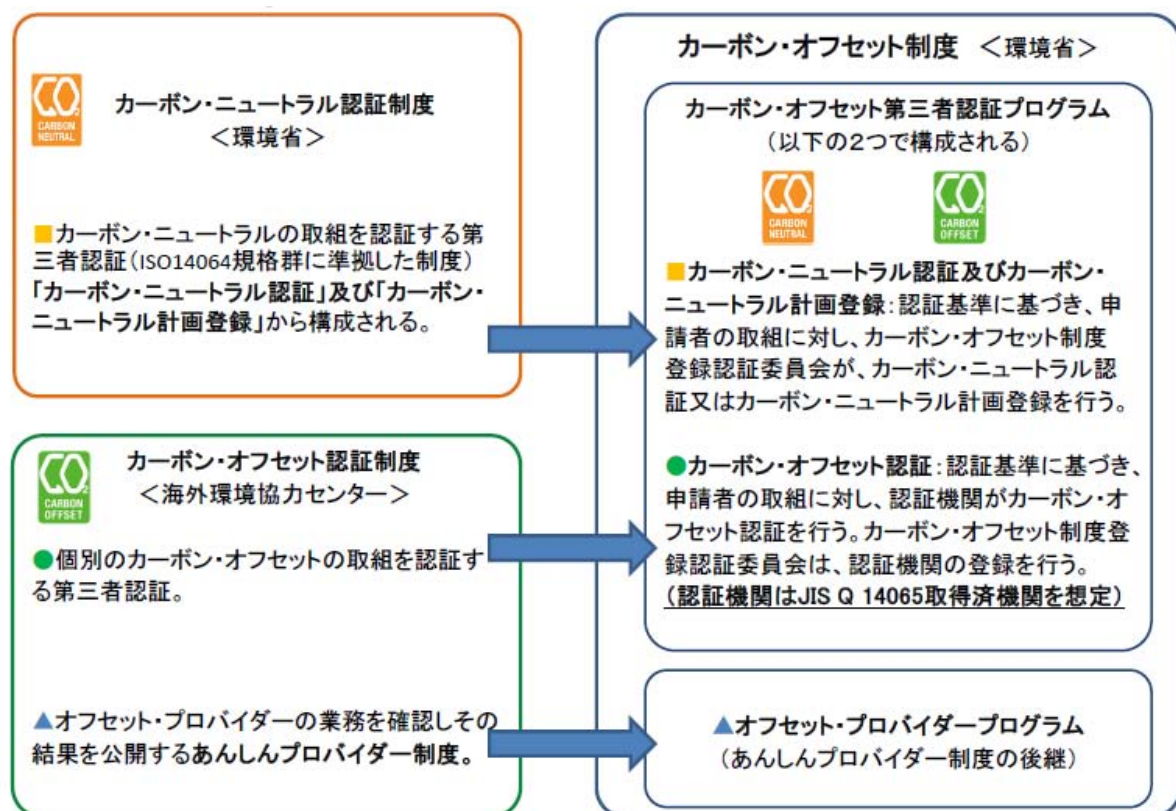 CO2
CARBON
NEUTRAL
カーボン・ニュートラル認証制度
＜環境省＞
■カーボン・ニュートラルの取組を認証する第
三者認証（ISO14064規格群に準拠した制度）
「カーボン・ニュートラル認証」及び「カーボン・
ニュートラル計画登録」から構成される。
CO2
CARBON
OFFSET
カーボン・オフセット認証制度
＜海外環境協力センター＞
●個別のカーボン・オフセットの取組を認証す
る第三者認証。
▲オフセット・プロバイダーの業務を確認しその
結果を公開するあんしんプロバイダー制度。
カーボン・オフセット制度 ＜環境省＞
カーボン・オフセット第三者認証プログラム
（以下の２つで構成される）
CO2
CARBON
NEUTRAL
CO2
CARBON
OFFSET
■カーボン・ニュートラル認証及びカーボン・
ニュートラル計画登録：認証基準に基づき、申
請者の取組に対し、カーボン・オフセット制度
登録認証委員会が、カーボン・ニュートラル認
証又はカーボン・ニュートラル計画登録を行う。
●カーボン・オフセット認証：認証基準に基づき、
申請者の取組に対し、認証機関がカーボン・オ
フセット認証を行う。カーボン・オフセット制度登
録認証委員会は、認証機関の登録を行う。
（認証機関はJIS Q 14065取得済機関を想定）
▲オフセット・プロバイダープログラム
（あんしんプロバイダー制度の後継）